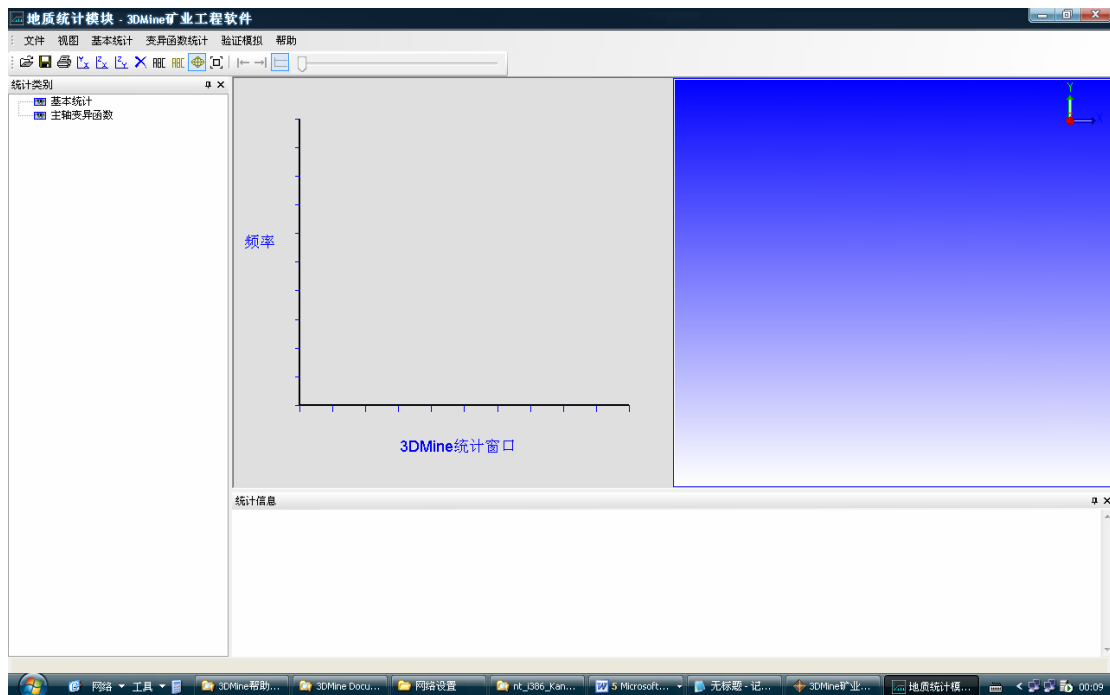 地质统计模块 - 3DMine矿业工程软件
文件 视图 基本统计 变异函数统计 验证模拟 帮助
Y X Z X Z Y ABC ABC
统计类别
基本统计
主轴变异函数
Y
X
频率
3DMine统计窗口
统计信息
网络 工具 3DMine帮助... 3DMine Docu... 网络设置 nt_i386_Kan... 5 Microsoft... 无标题 - 记... 3DMine矿业... 地质统计模... 00:09